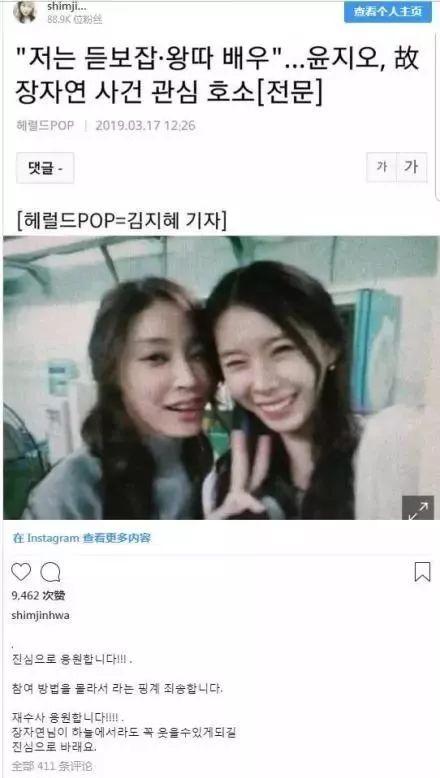 shimji...
88.9K 位粉丝
查看个人主页
"저는 듣보잡·왕따 배우"...윤지오, 故
장자연 사건 관심 호소[전문]
헤럴드POP | 2019.03.17 12:26
댓글 -
가 가
[헤럴드POP=김지혜 기자]
在 Instagram 查看更多内容
9,462 次赞
shimjinhwa
.
진심으로 응원합니다!!! .
참여 방법을 몰라서 라는 핑계 죄송합니다.
재수사 응원합니다!!!! .
장자연님이 하늘에서라도 꼭 웃을수있게되길
진심으로 바래요.
全部 411 条评论